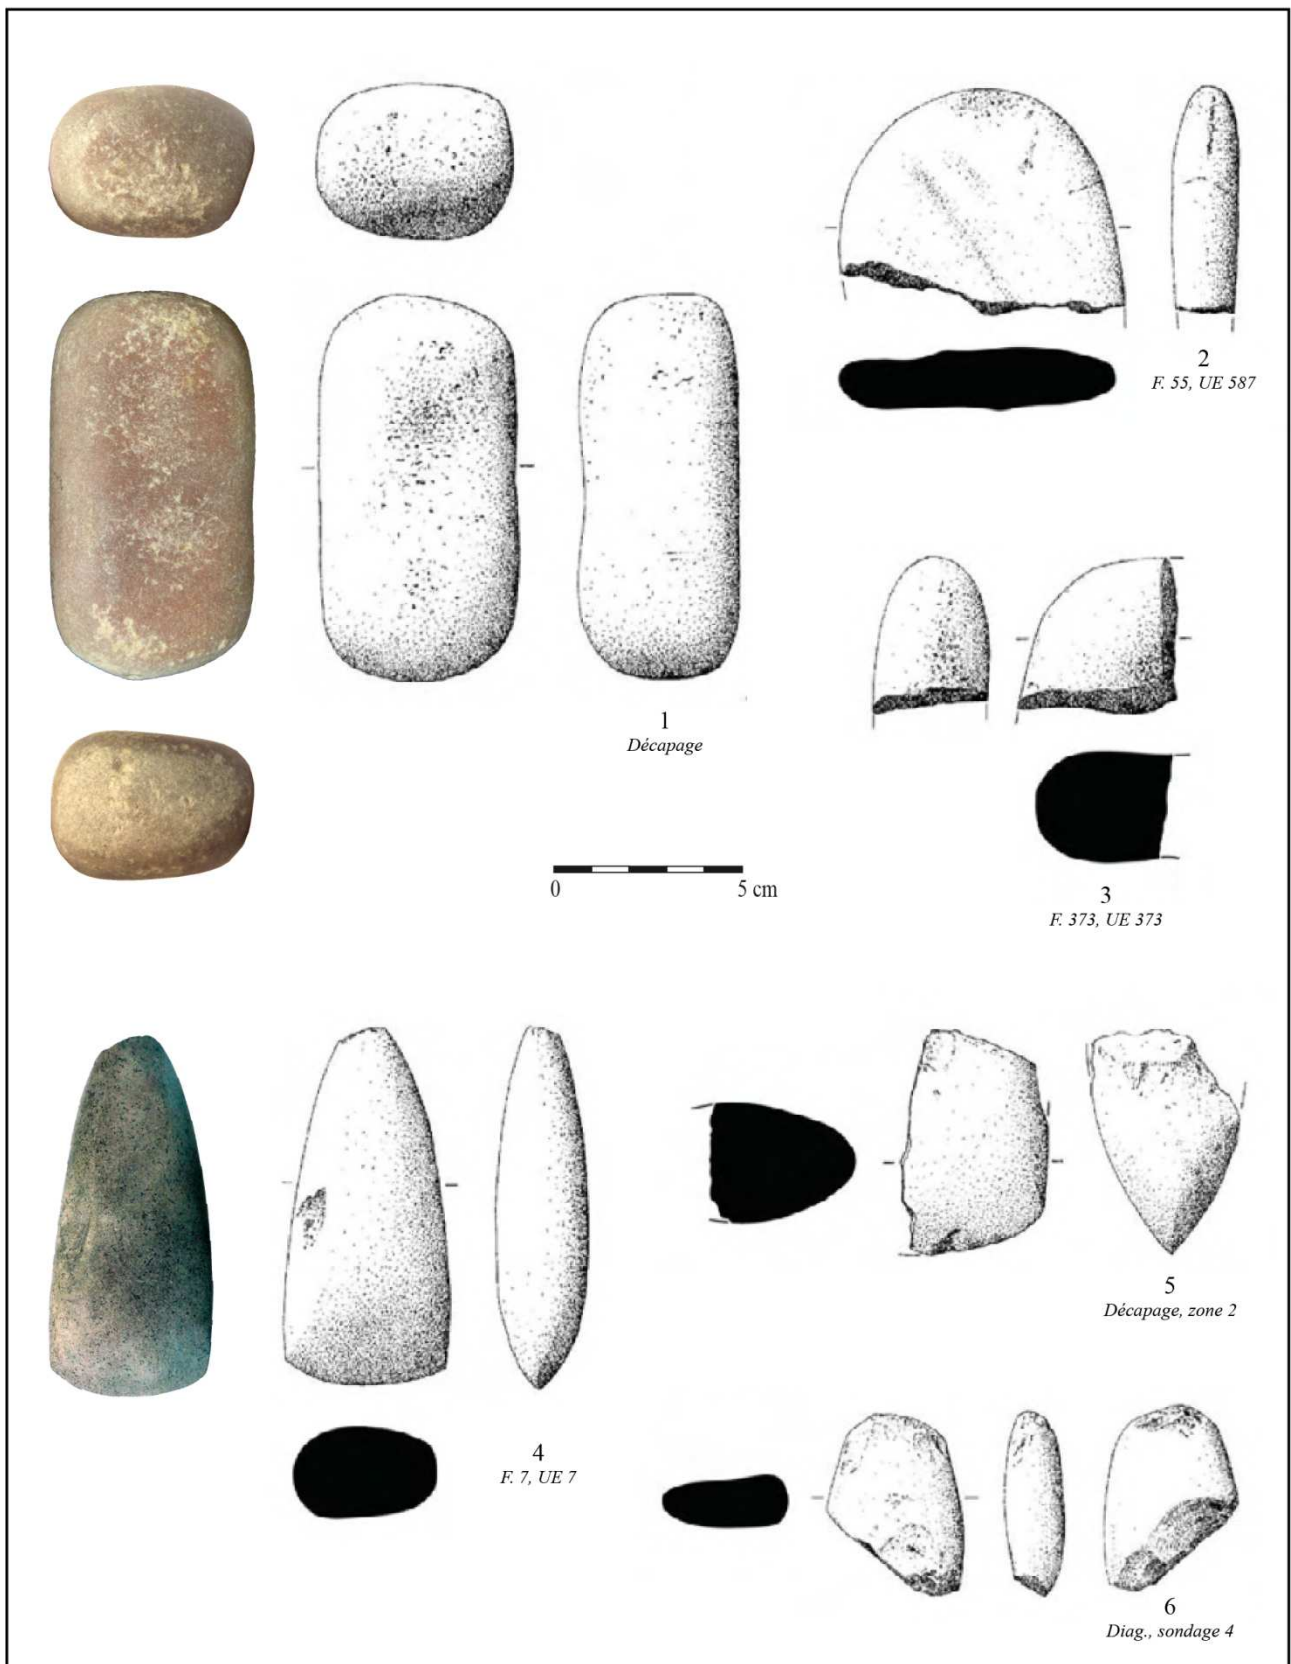 1
Décapage
2
F. 55, UE 587
0 5 cm
3
F. 373, UE 373
4
F. 7, UE 7
5
Décapage, zone 2
6
Diag., sondage 4